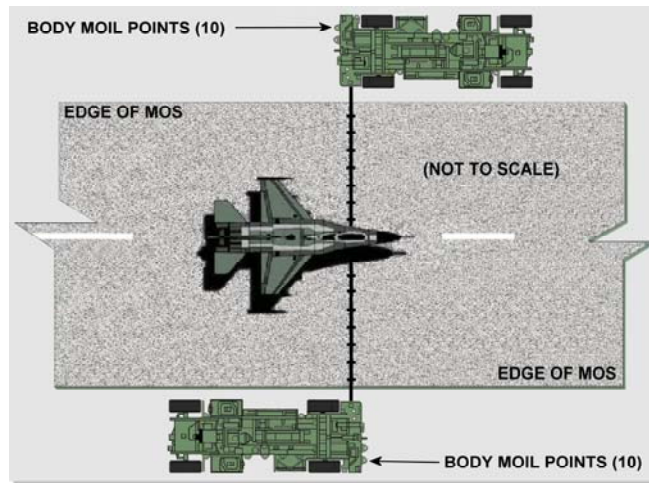 BODY MOIL POINTS (10)
EDGE OF MOS
(NOT TO SCALE)
EDGE OF MOS
BODY MOIL POINTS (10)